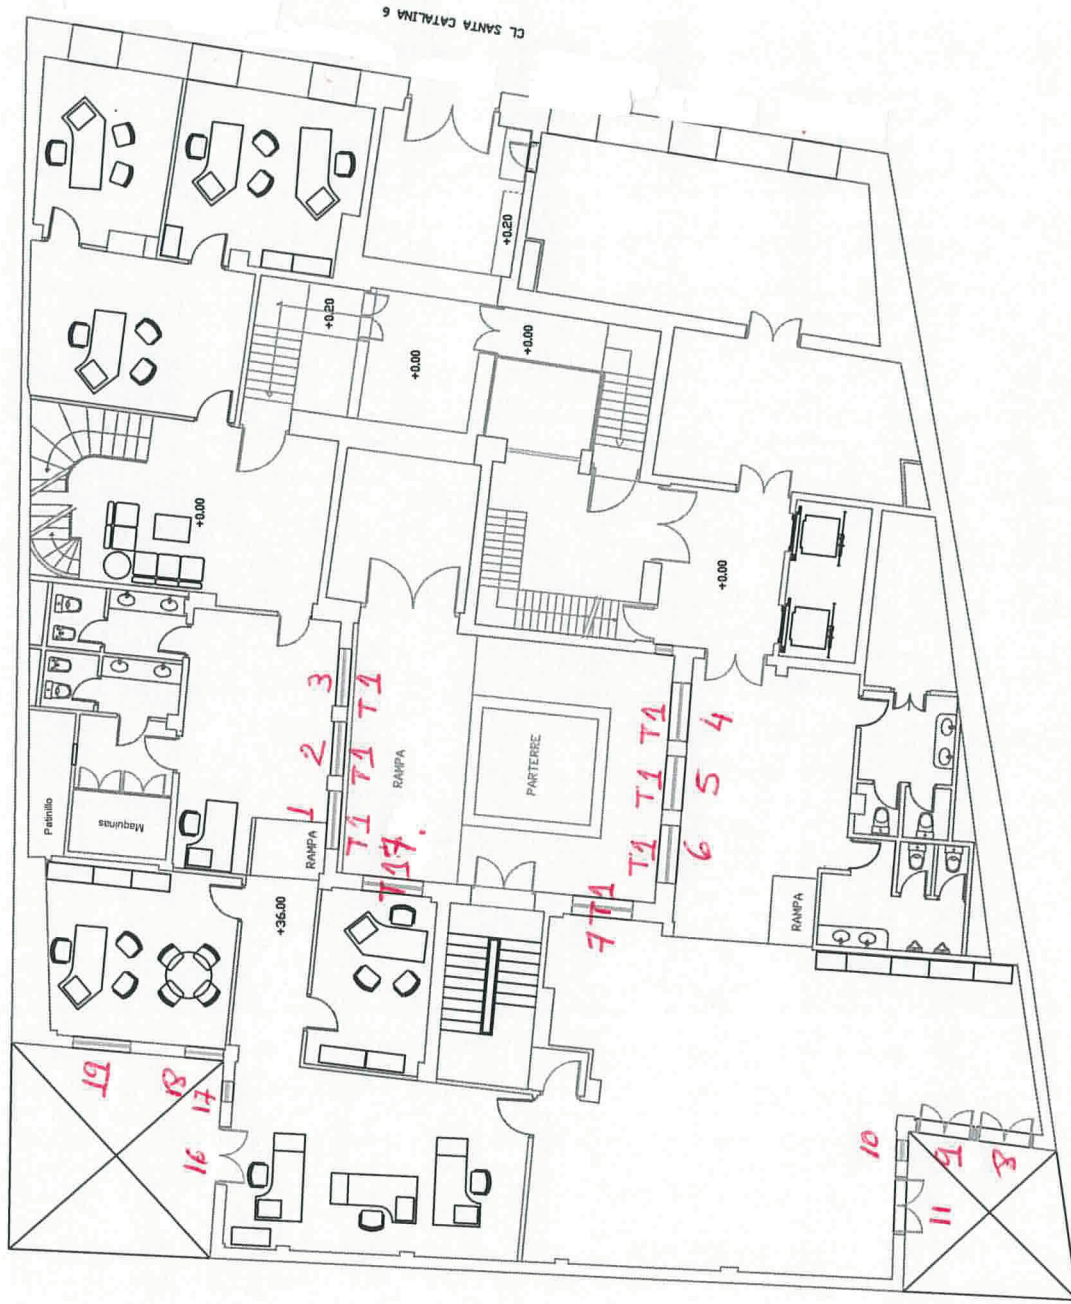 CL SANTA CATALINA 6
+0.20
+0.20
+0.00
+0.00
+0.00
+0.00
3
T1
2
T1
1
T1
RAMPA
RAMPA
T17.
PARTERRE
T1
4
T1
5
T1
6
T1
7
RAMPA
Patinillo
Maquinas
+36.00
19
18
17
16
10
9
8
11